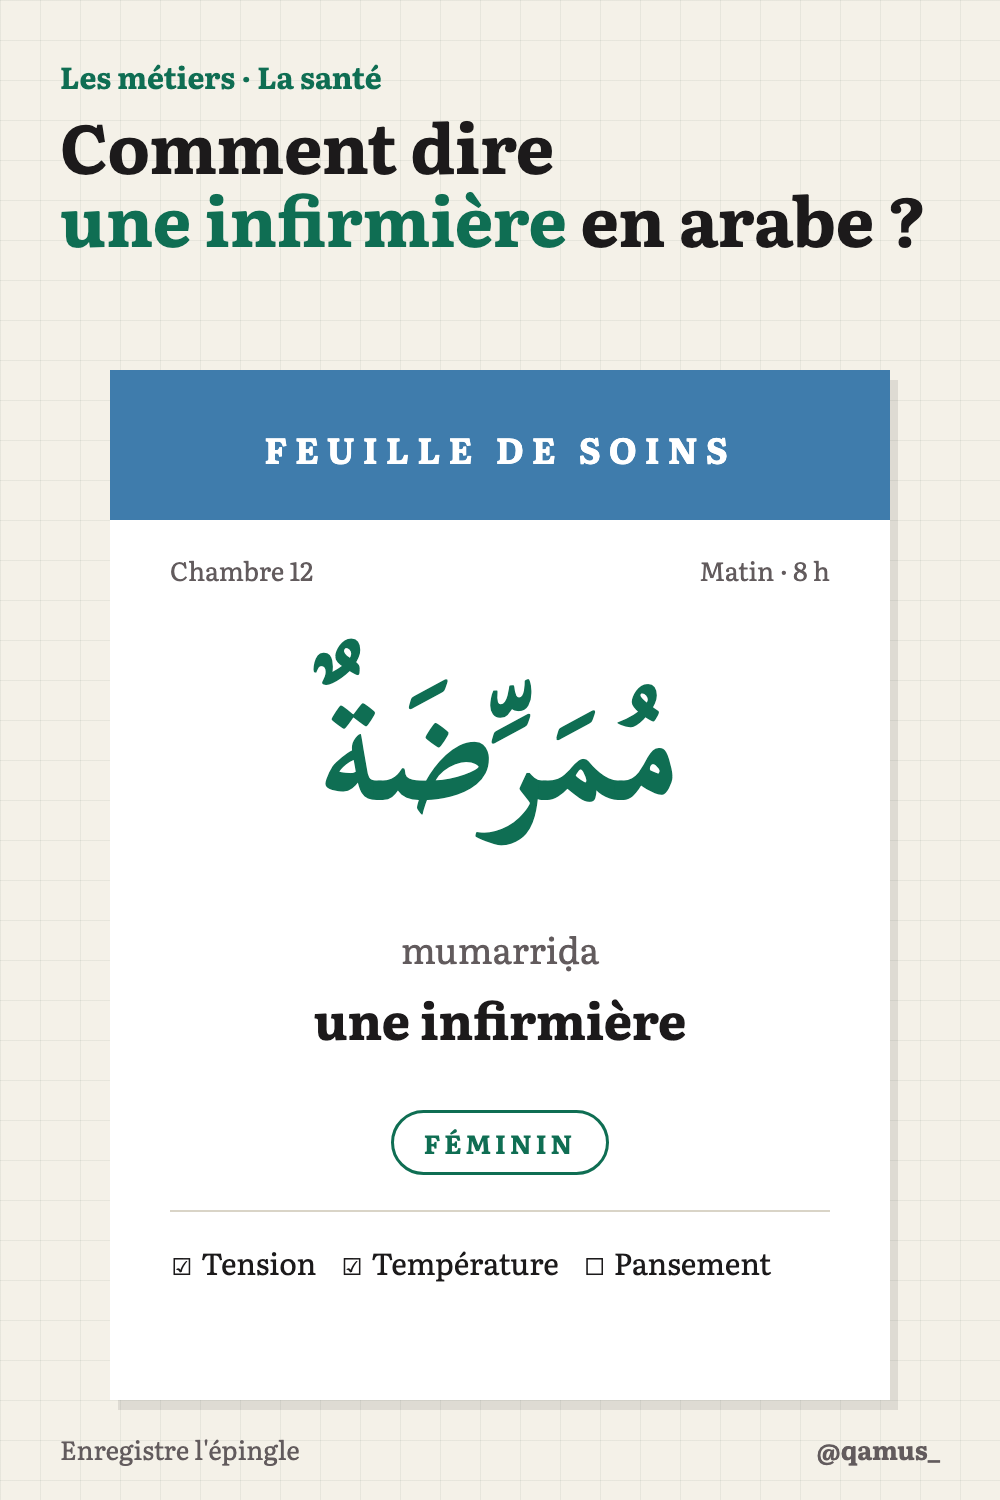 Les métiers · La santé
Comment dire
une infirmière en arabe ?
FEUILLE DE SOINS
Chambre 12 Matin · 8 h
مُمَرِّضَةٌ
mumarriḍa
une infirmière
FÉMININ
☑ Tension ☑ Température ☐ Pansement
Enregistre l'épingle @qamus_